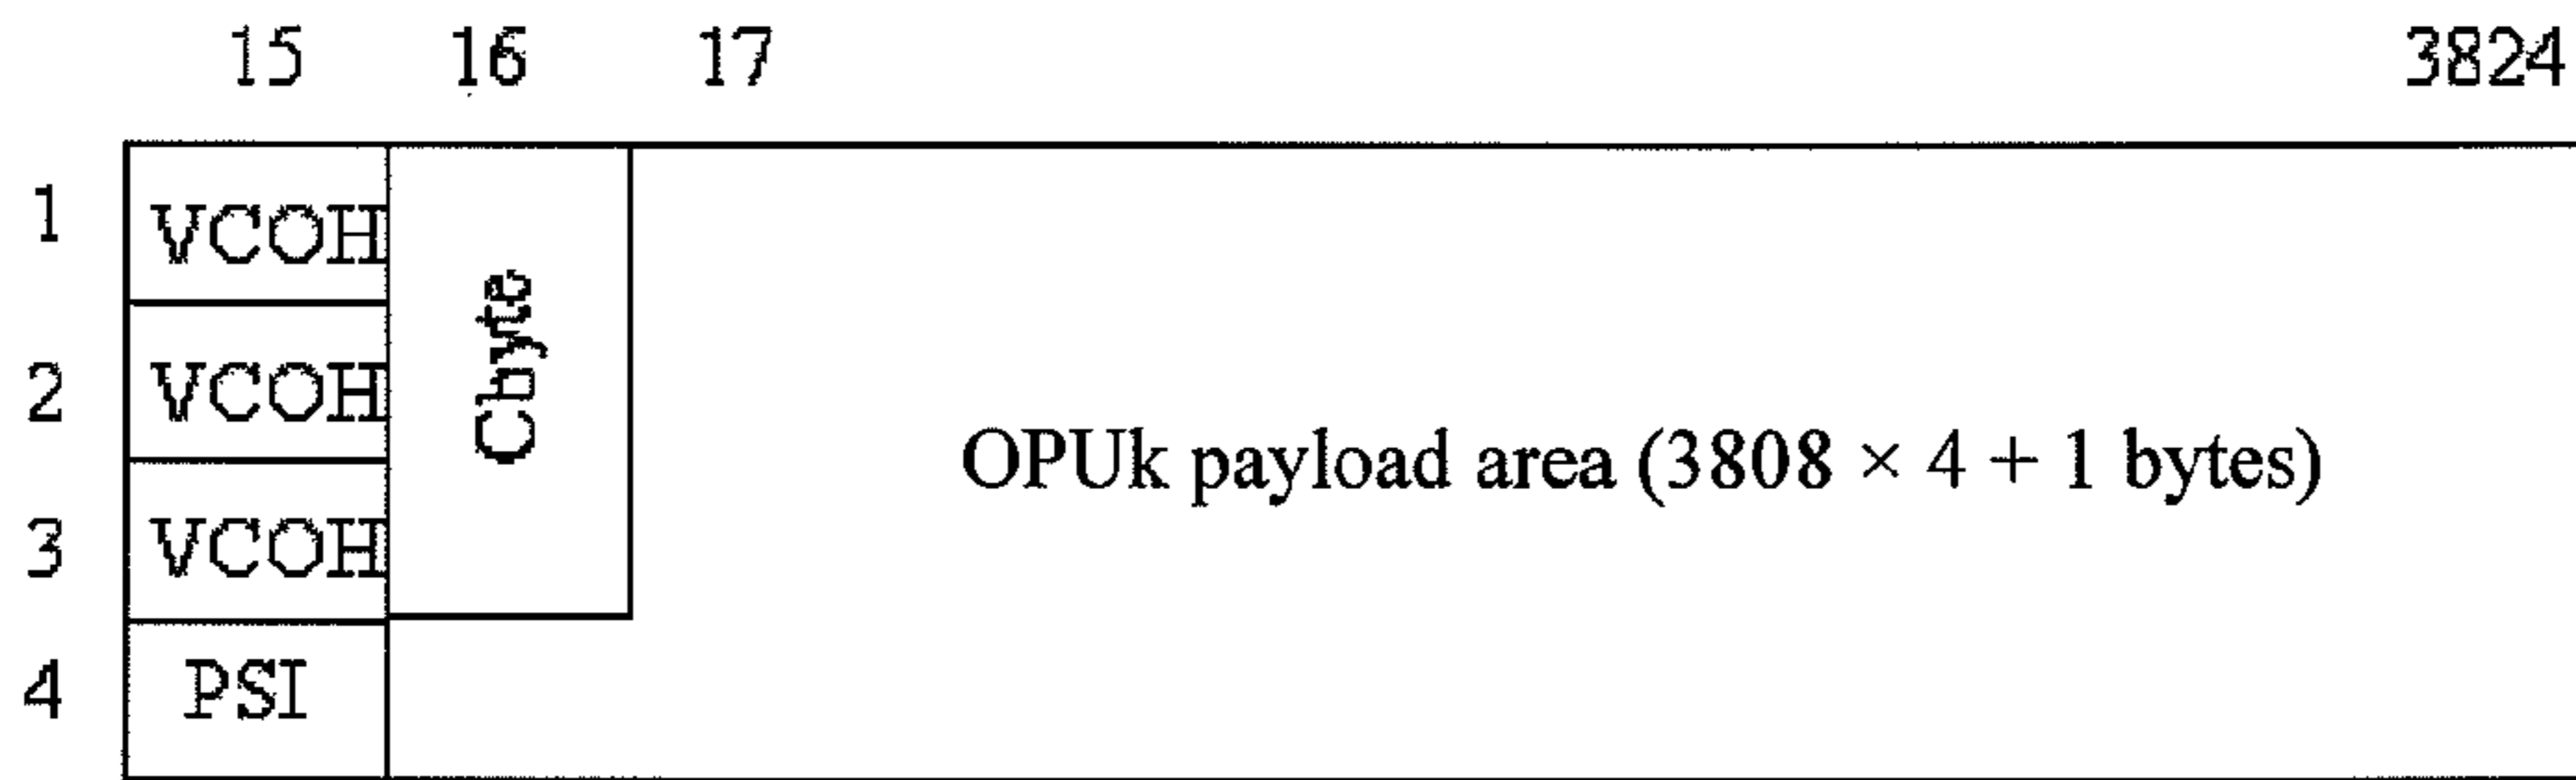 15 16 17 3824
1 VCOH
Cbyte
2 VCOH
OPUk payload area (3808 × 4 + 1 bytes)
3 VCOH
4 PSI